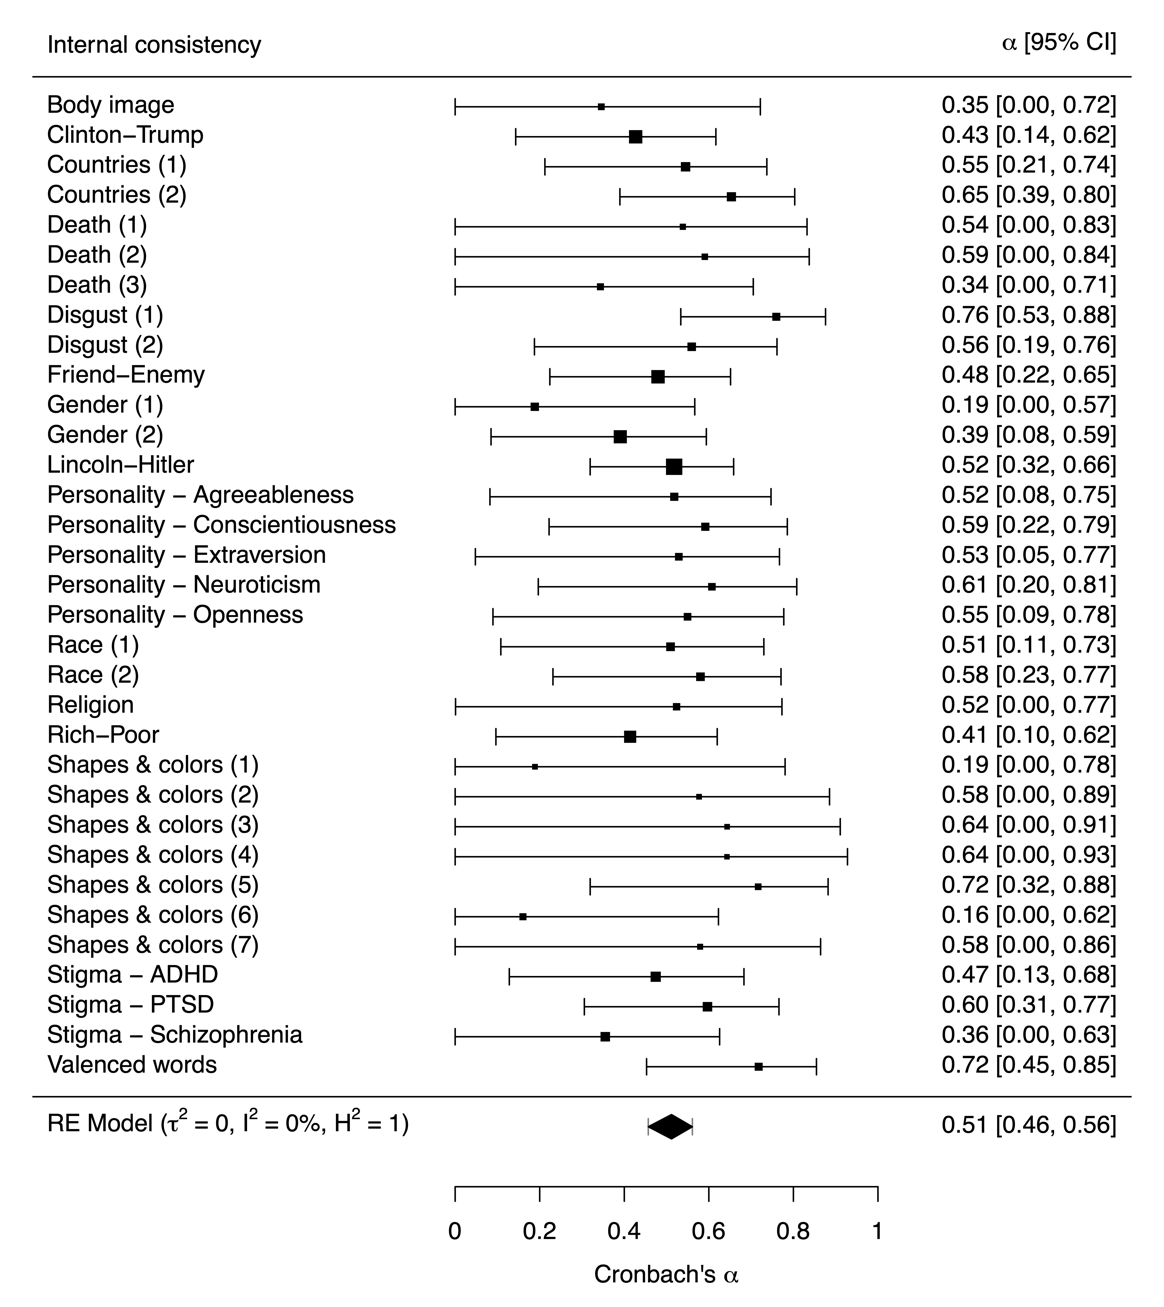 Internal consistency α [95% CI]
Body image 0.35 [0.00, 0.72]
Clinton−Trump 0.43 [0.14, 0.62]
Countries (1) 0.55 [0.21, 0.74]
Countries (2) 0.65 [0.39, 0.80]
Death (1) 0.54 [0.00, 0.83]
Death (2) 0.59 [0.00, 0.84]
Death (3) 0.34 [0.00, 0.71]
Disgust (1) 0.76 [0.53, 0.88]
Disgust (2) 0.56 [0.19, 0.76]
Friend−Enemy 0.48 [0.22, 0.65]
Gender (1) 0.19 [0.00, 0.57]
Gender (2) 0.39 [0.08, 0.59]
Lincoln−Hitler 0.52 [0.32, 0.66]
Personality − Agreeableness 0.52 [0.08, 0.75]
Personality − Conscientiousness 0.59 [0.22, 0.79]
Personality − Extraversion 0.53 [0.05, 0.77]
Personality − Neuroticism 0.61 [0.20, 0.81]
Personality − Openness 0.55 [0.09, 0.78]
Race (1) 0.51 [0.11, 0.73]
Race (2) 0.58 [0.23, 0.77]
Religion 0.52 [0.00, 0.77]
Rich−Poor 0.41 [0.10, 0.62]
Shapes & colors (1) 0.19 [0.00, 0.78]
Shapes & colors (2) 0.58 [0.00, 0.89]
Shapes & colors (3) 0.64 [0.00, 0.91]
Shapes & colors (4) 0.64 [0.00, 0.93]
Shapes & colors (5) 0.72 [0.32, 0.88]
Shapes & colors (6) 0.16 [0.00, 0.62]
Shapes & colors (7) 0.58 [0.00, 0.86]
Stigma − ADHD 0.47 [0.13, 0.68]
Stigma − PTSD 0.60 [0.31, 0.77]
Stigma − Schizophrenia 0.36 [0.00, 0.63]
Valenced words 0.72 [0.45, 0.85]
RE Model (τ² = 0, I² = 0%, H² = 1) 0.51 [0.46, 0.56]
0 0.2 0.4 0.6 0.8 1
Cronbach's α